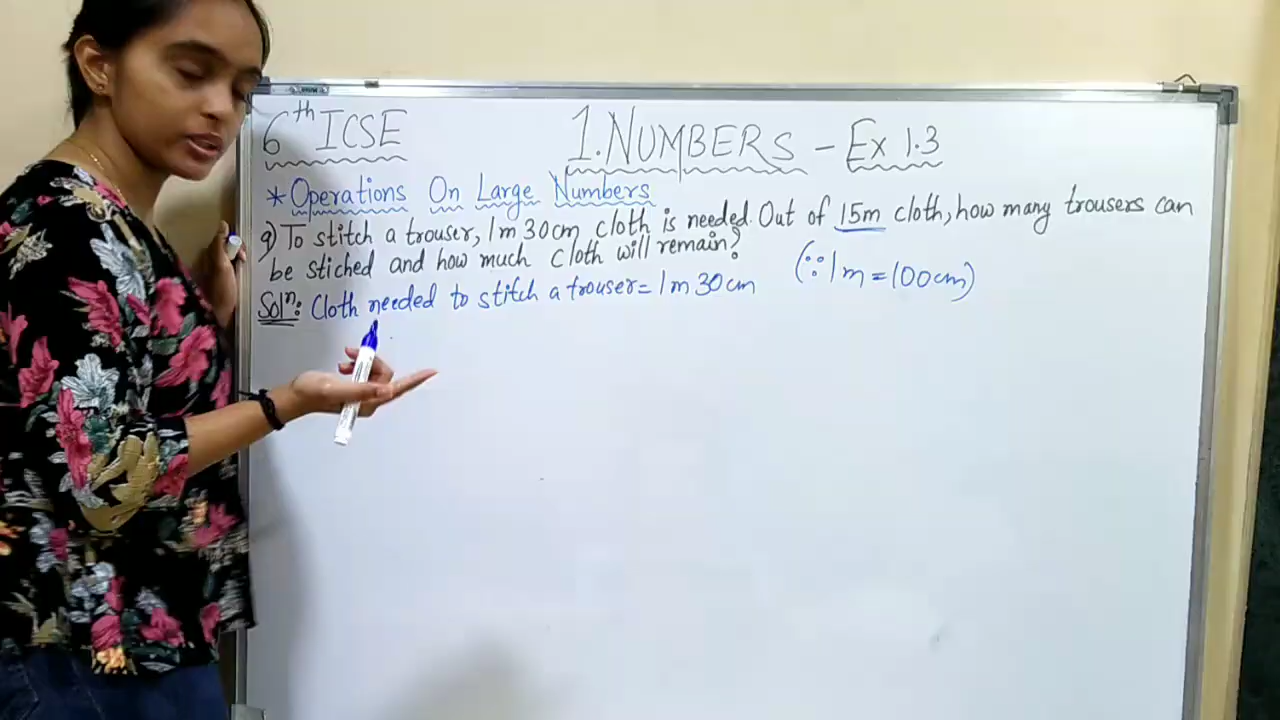 6th ICSE 1. NUMBERS - Ex 1.3
* Operations On Large Numbers
9) To stitch a trouser, 1m 30cm cloth is needed. Out of 15m cloth, how many trousers can
be stiched and how much cloth will remain?
Solⁿ: Cloth needed to stitch a trouser = 1m 30cm (∵ 1m = 100cm)